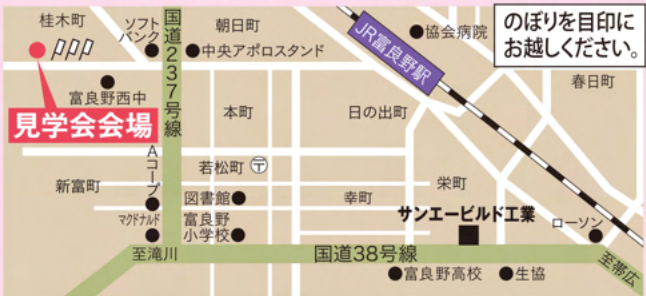 桂木町
ソフト
バンク
国道237号線
朝日町
中央アポロスタンド
JR富良野駅
協会病院
のぼりを目印に
お越しください。
春日町
富良野西中
見学会会場
本町
日の出町
Aコープ
若松町
新富町
図書館
幸町
栄町
マクドナルド
富良野
小学校
サンエービルド工業
ローソン
至滝川
国道38号線
至帯広
富良野高校
生協